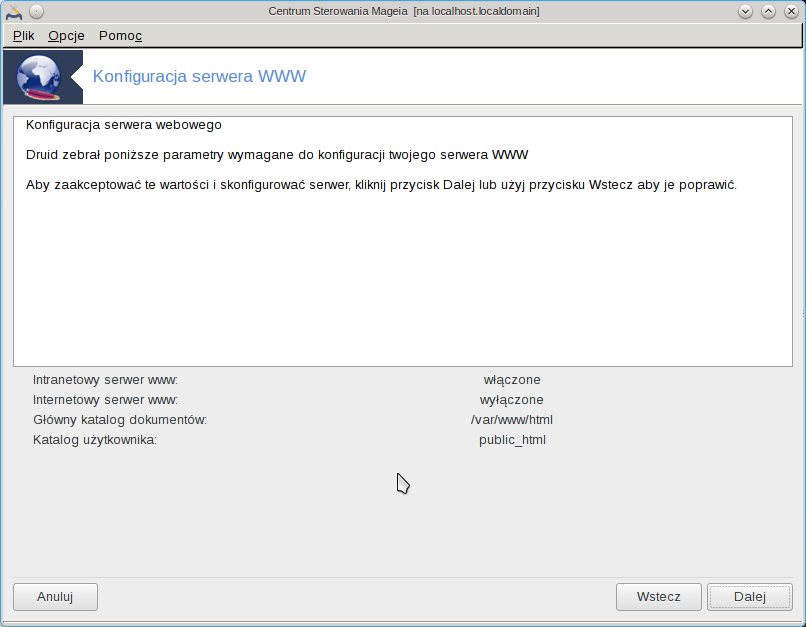 Centrum Sterowania Mageia [na localhost.localdomain]
Plik Opcje Pomoc
Konfiguracja serwera WWW
Konfiguracja serwera webowego
Druid zebrał poniższe parametry wymagane do konfiguracji twojego serwera WWW
Aby zaakceptować te wartości i skonfigurować serwer, kliknij przycisk Dalej lub użyj przycisku Wstecz aby je poprawić.
Intranetowy serwer www: włączone
Internetowy serwer www: wyłączone
Główny katalog dokumentów: /var/www/html
Katalog użytkownika: public_html
Anuluj Wstecz Dalej